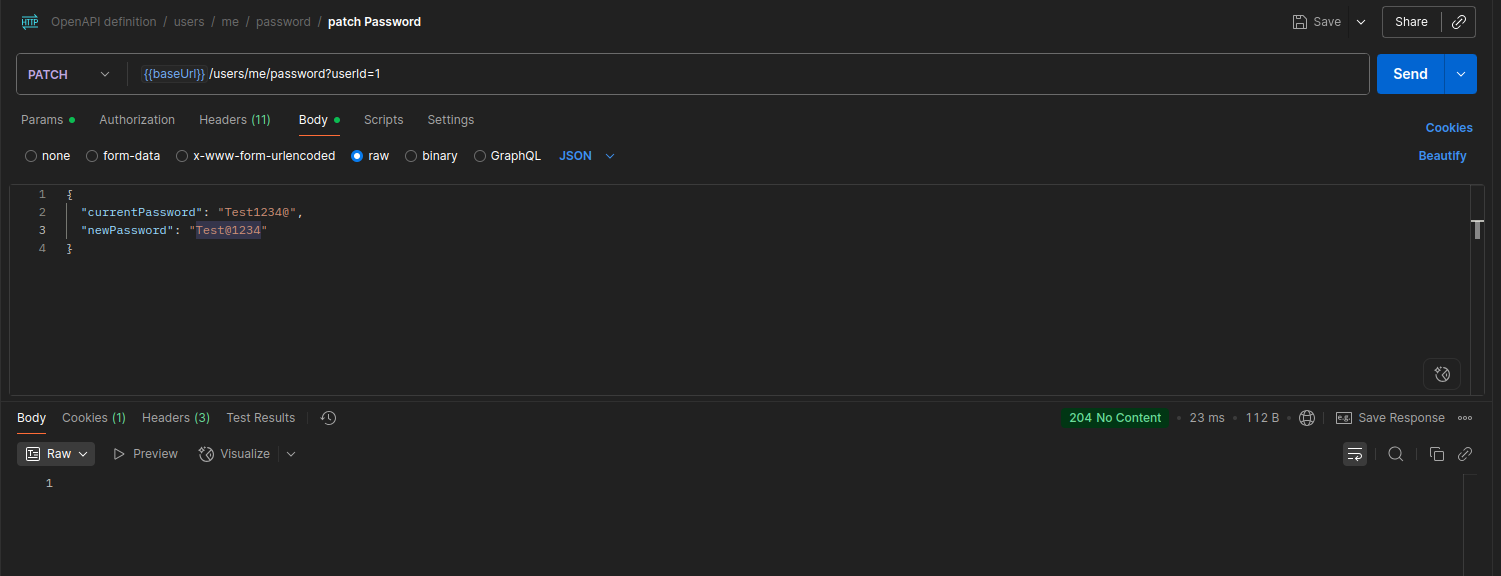 HTTP OpenAPI definition / users / me / password / patch Password Save Share
PATCH {{baseUrl}} /users/me/password?userId=1 Send
Params Authorization Headers (11) Body Scripts Settings Cookies
none form-data x-www-form-urlencoded raw binary GraphQL JSON Beautify
1 {
2 "currentPassword": "Test1234@",
3 "newPassword": "Test@1234"
4 }
Body Cookies (1) Headers (3) Test Results 204 No Content 23 ms 112 B e.g. Save Response
Raw Preview Visualize
1